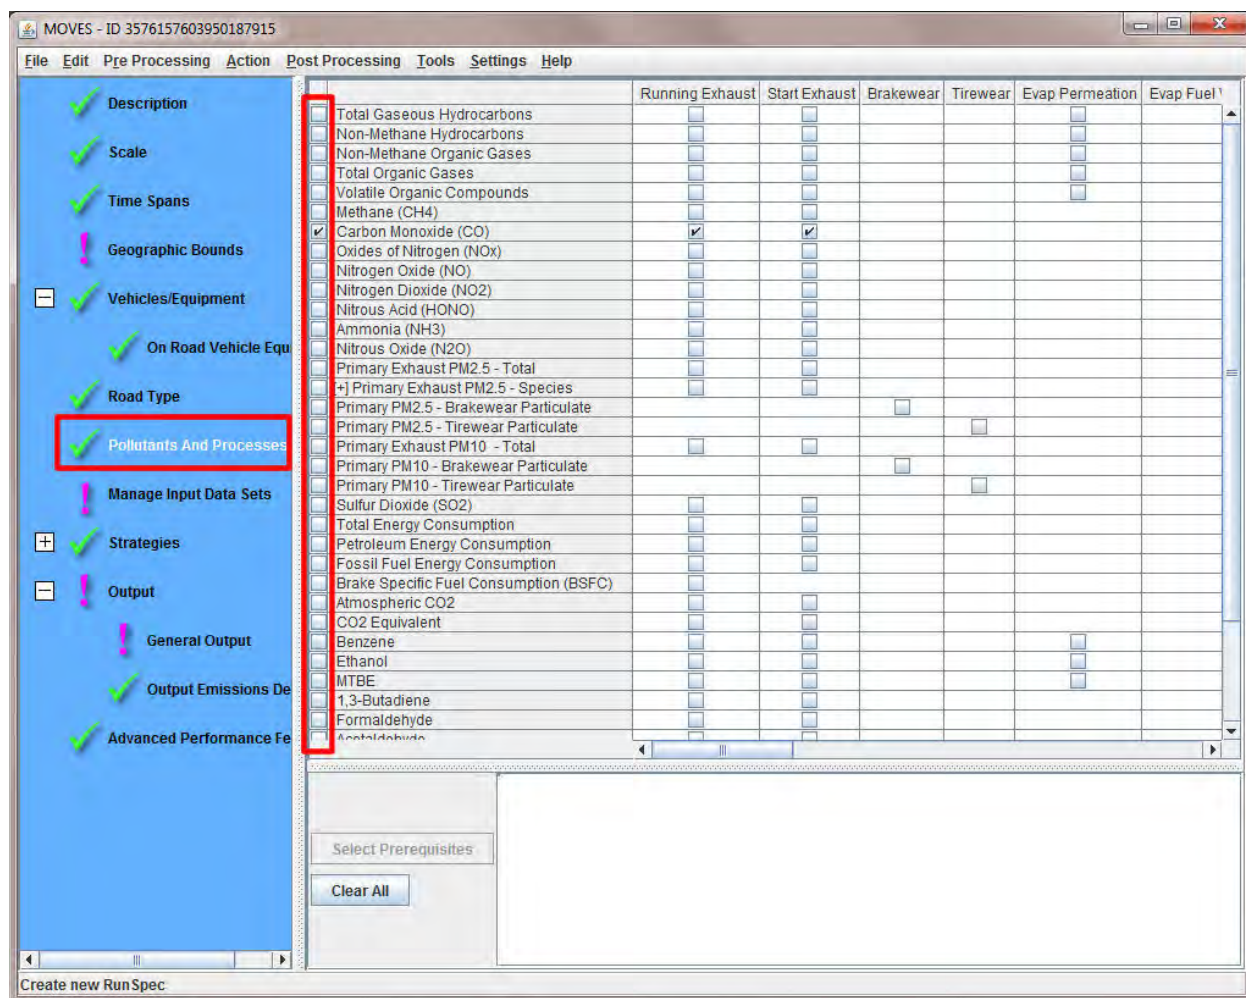 MOVES - ID 3576157603950187915
File Edit Pre Processing Action Post Processing Tools Settings Help
Description
Scale
Time Spans
Geographic Bounds
Vehicles/Equipment
On Road Vehicle Equ
Road Type
Pollutants And Processes
Manage Input Data Sets
Strategies
Output
General Output
Output Emissions De
Advanced Performance Fe
Running Exhaust Start Exhaust Brakewear Tirewear Evap Permeation Evap Fuel
Total Gaseous Hydrocarbons
Non-Methane Hydrocarbons
Non-Methane Organic Gases
Total Organic Gases
Volatile Organic Compounds
Methane (CH4)
Carbon Monoxide (CO)
Oxides of Nitrogen (NOx)
Nitrogen Oxide (NO)
Nitrogen Dioxide (NO2)
Nitrous Acid (HONO)
Ammonia (NH3)
Nitrous Oxide (N2O)
Primary Exhaust PM2.5 - Total
[+] Primary Exhaust PM2.5 - Species
Primary PM2.5 - Brakewear Particulate
Primary PM2.5 - Tirewear Particulate
Primary Exhaust PM10 - Total
Primary PM10 - Brakewear Particulate
Primary PM10 - Tirewear Particulate
Sulfur Dioxide (SO2)
Total Energy Consumption
Petroleum Energy Consumption
Fossil Fuel Energy Consumption
Brake Specific Fuel Consumption (BSFC)
Atmospheric CO2
CO2 Equivalent
Benzene
Ethanol
MTBE
1,3-Butadiene
Formaldehyde
Acetaldehyde
Select Prerequisites
Clear All
Create new RunSpec